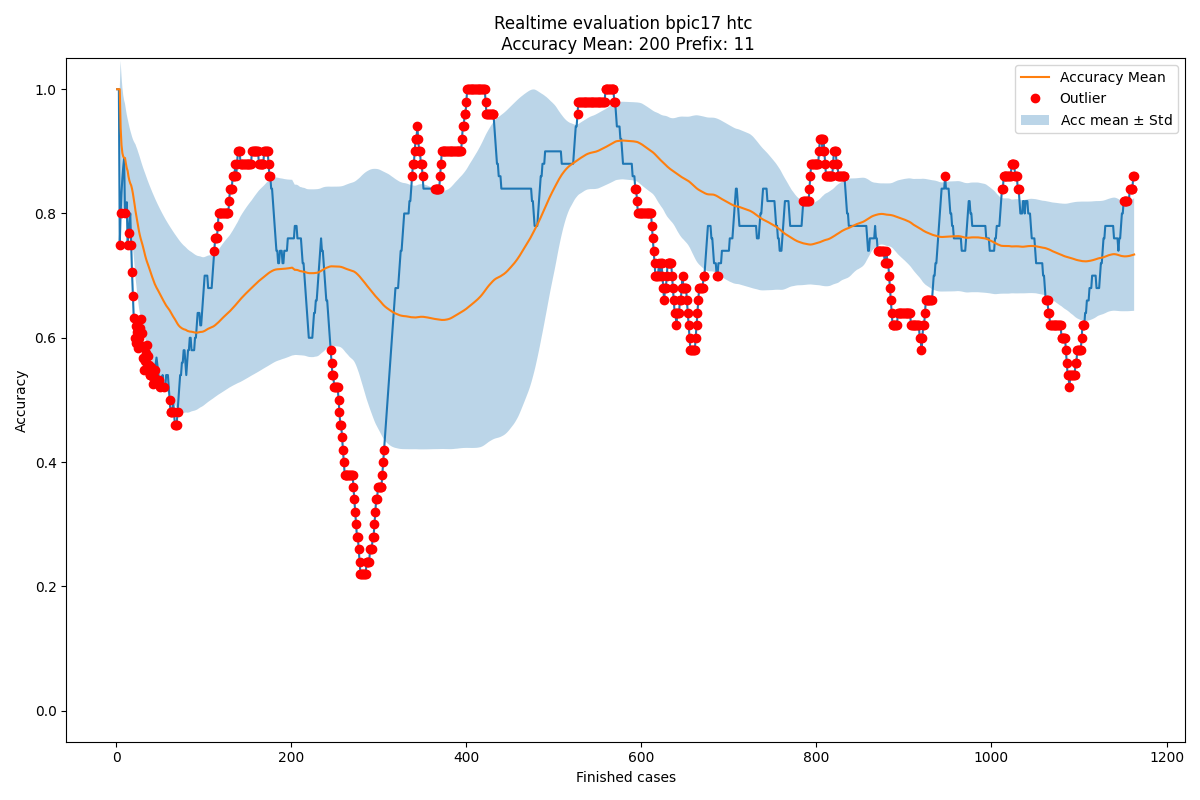 Realtime evaluation bpic17 htc
Accuracy Mean: 200 Prefix: 11
Accuracy Mean
Outlier
Acc mean ± Std
1.0
0.8
0.6
0.4
0.2
0.0
Accuracy
0
200
400
600
800
1000
1200
Finished cases